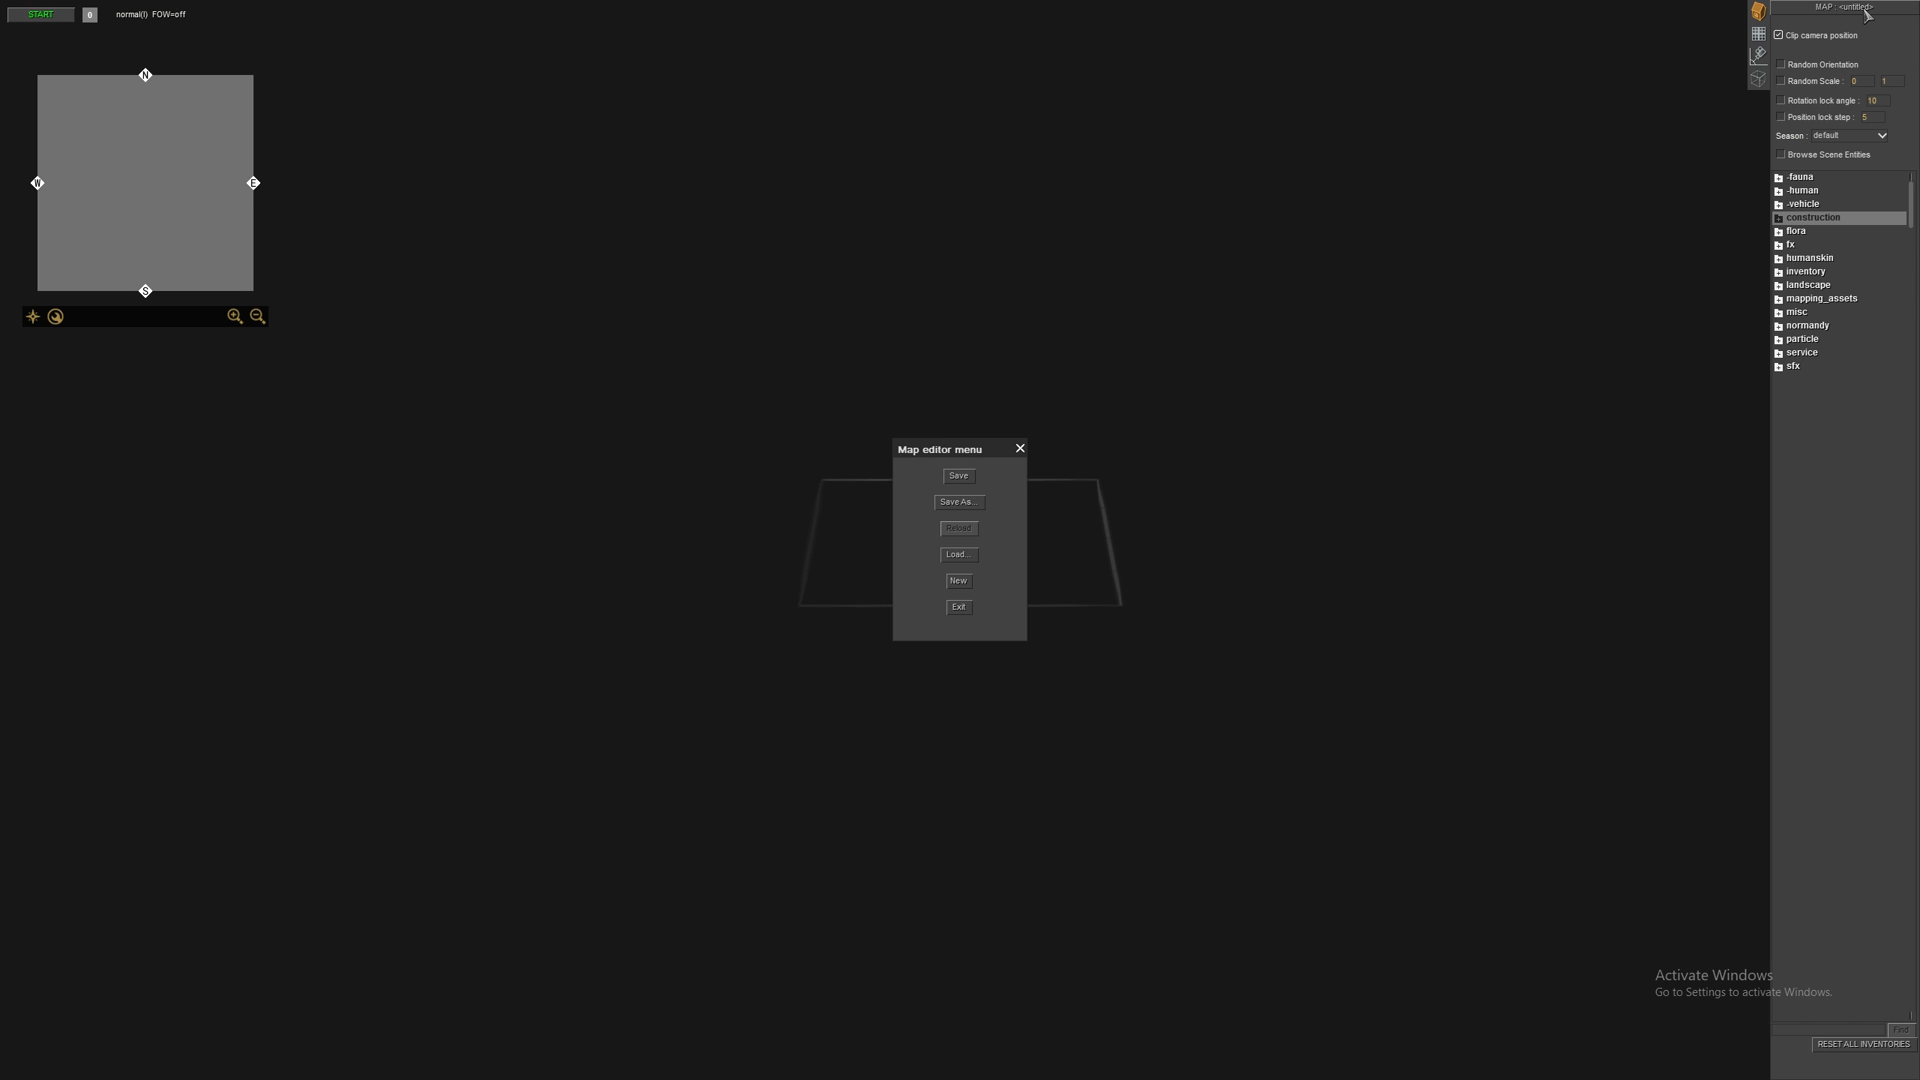 START 0 normal(l) FOW=off
N
W
E
S
MAP : <untitled>
Clip camera position
Random Orientation
Random Scale : 0 1
Rotation lock angle : 10
Position lock step : 5
Season : default
Browse Scene Entities
-fauna
-human
-vehicle
construction
flora
fx
humanskin
inventory
landscape
mapping_assets
misc
normandy
particle
service
sfx
Map editor menu
Save
Save As...
Reload
Load...
New
Exit
Activate Windows
Go to Settings to activate Windows.
Find
RESET ALL INVENTORIES